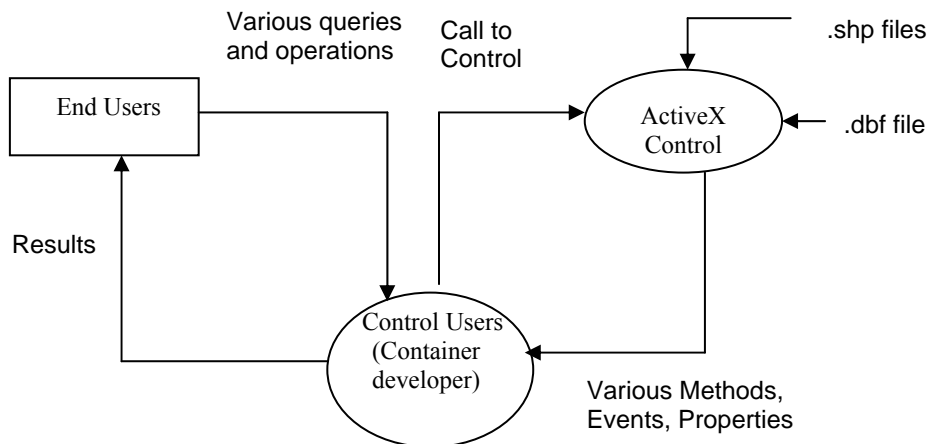 Various queries
and operations
Call to
Control
.shp files
End Users
ActiveX
Control
.dbf file
Results
Control Users
(Container
developer)
Various Methods,
Events, Properties